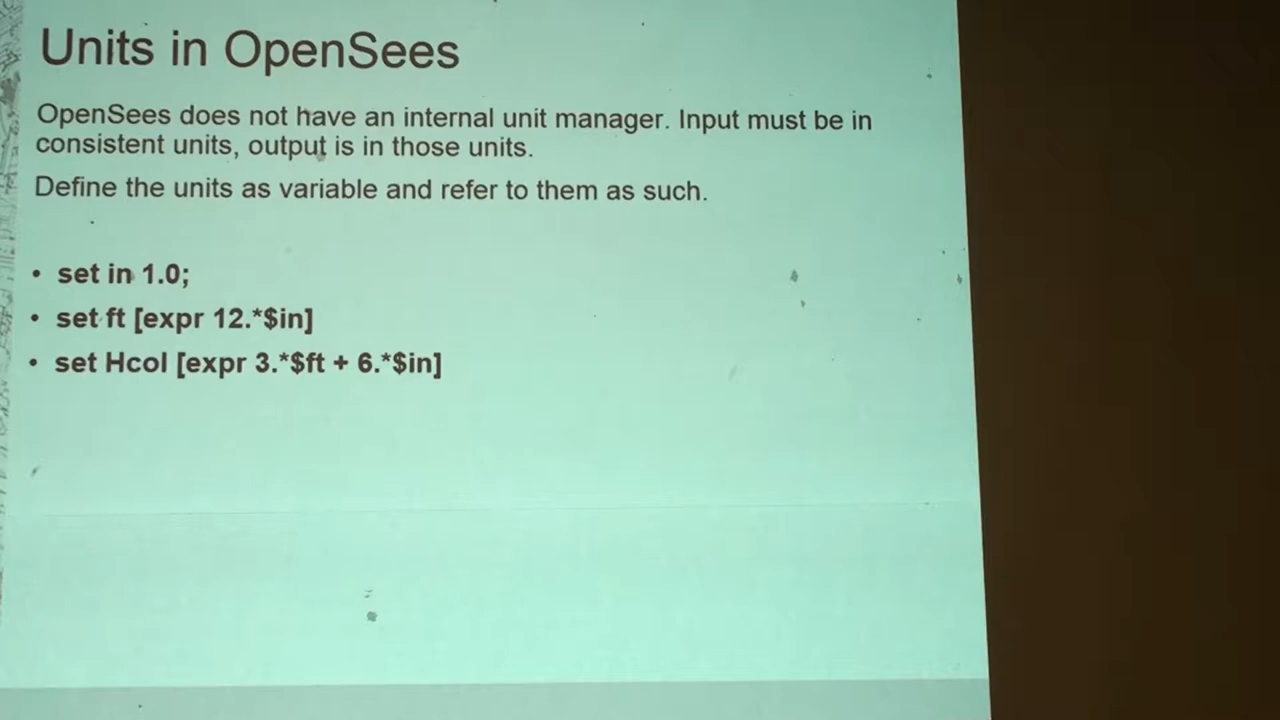 Units in OpenSees
OpenSees does not have an internal unit manager. Input must be in
consistent units, output is in those units.
Define the units as variable and refer to them as such.
• set in 1.0;
• set ft [expr 12.*$in]
• set Hcol [expr 3.*$ft + 6.*$in]